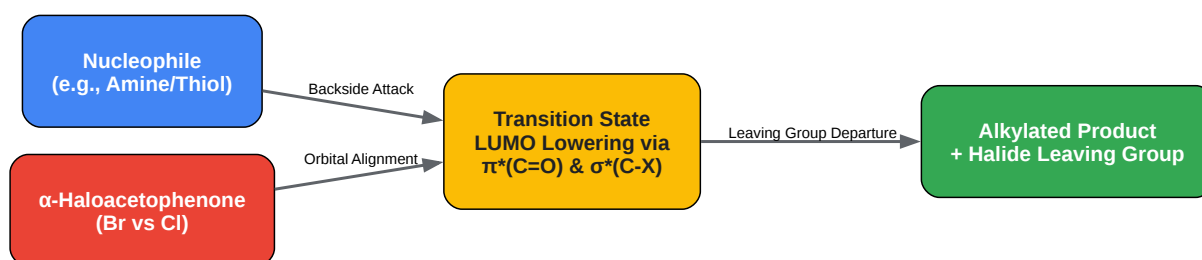 Nucleophile
(e.g., Amine/Thiol)
Backside Attack
α-Haloacetophenone
(Br vs Cl)
Orbital Alignment
Transition State
LUMO Lowering via
π*(C=O) & σ*(C-X)
Leaving Group Departure
Alkylated Product
+ Halide Leaving Group